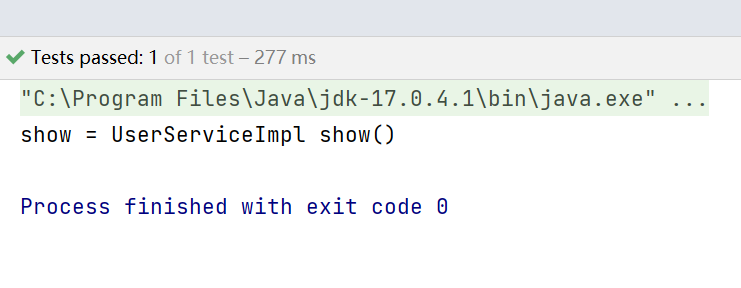 Tests passed: 1 of 1 test – 277 ms
"C:\Program Files\Java\jdk-17.0.4.1\bin\java.exe" ...
show = UserServiceImpl show()
Process finished with exit code 0